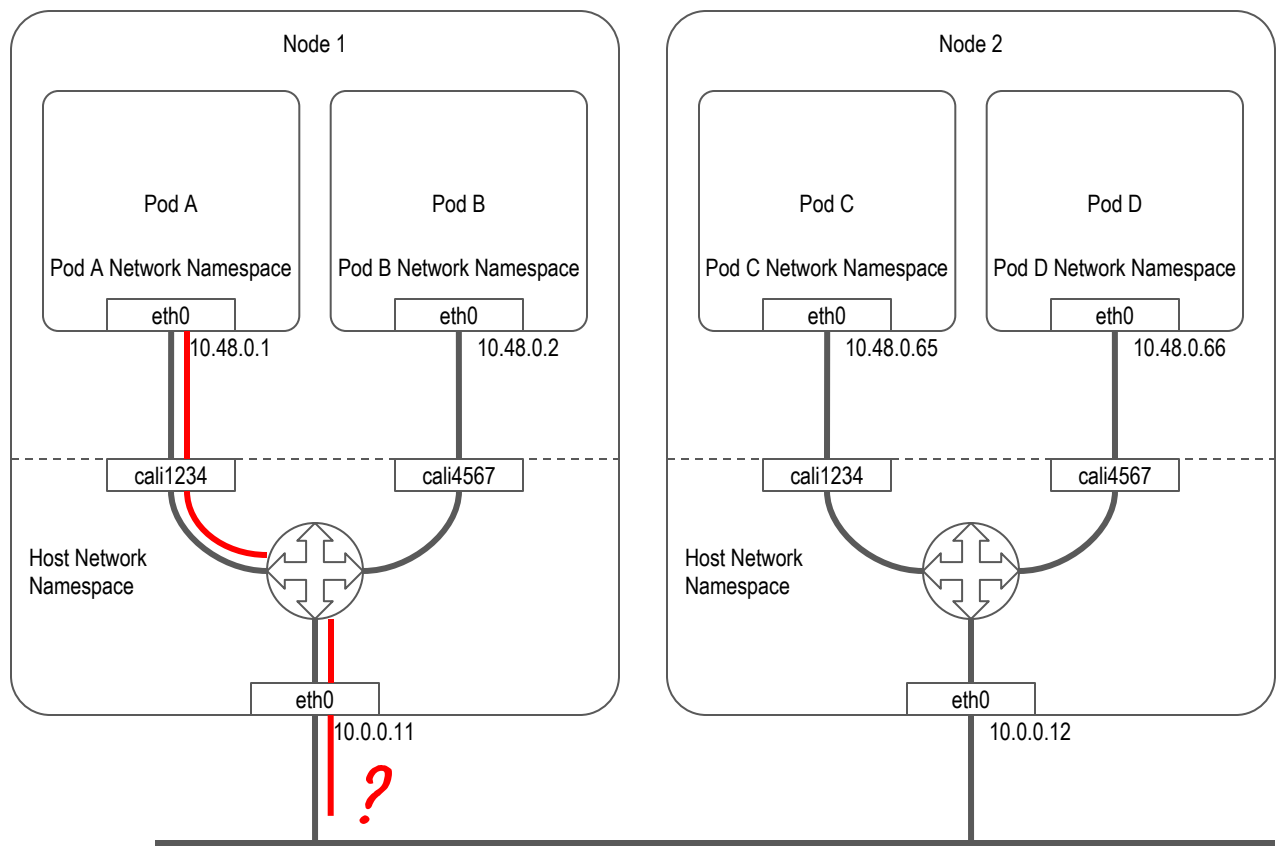 Node 1
Pod A
Pod A Network Namespace
eth0
10.48.0.1
Pod B
Pod B Network Namespace
eth0
10.48.0.2
cali1234
cali4567
Host Network
Namespace
eth0
10.0.0.11
?
Node 2
Pod C
Pod C Network Namespace
eth0
10.48.0.65
Pod D
Pod D Network Namespace
eth0
10.48.0.66
cali1234
cali4567
Host Network
Namespace
eth0
10.0.0.12